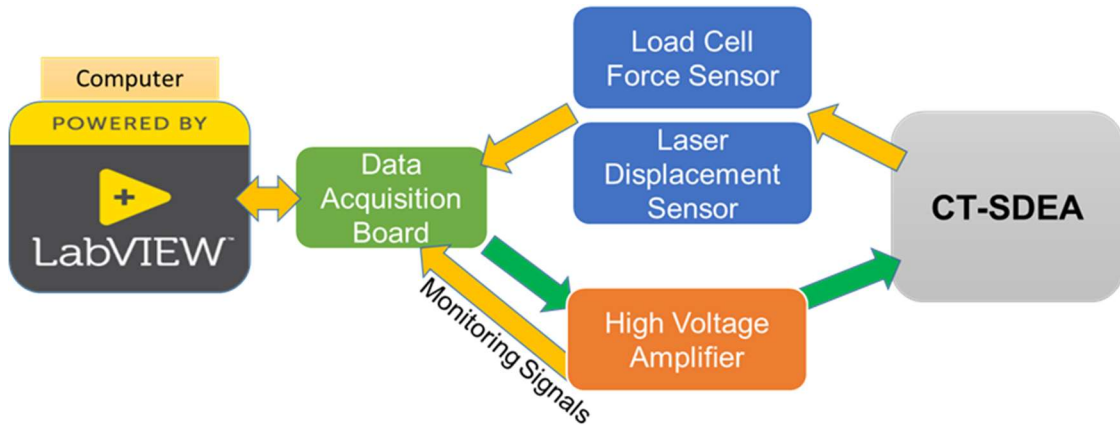 Computer
POWERED BY
LabVIEW™
Data
Acquisition
Board
Load Cell
Force Sensor
Laser
Displacement
Sensor
CT-SDEA
High Voltage
Amplifier
Monitoring Signals